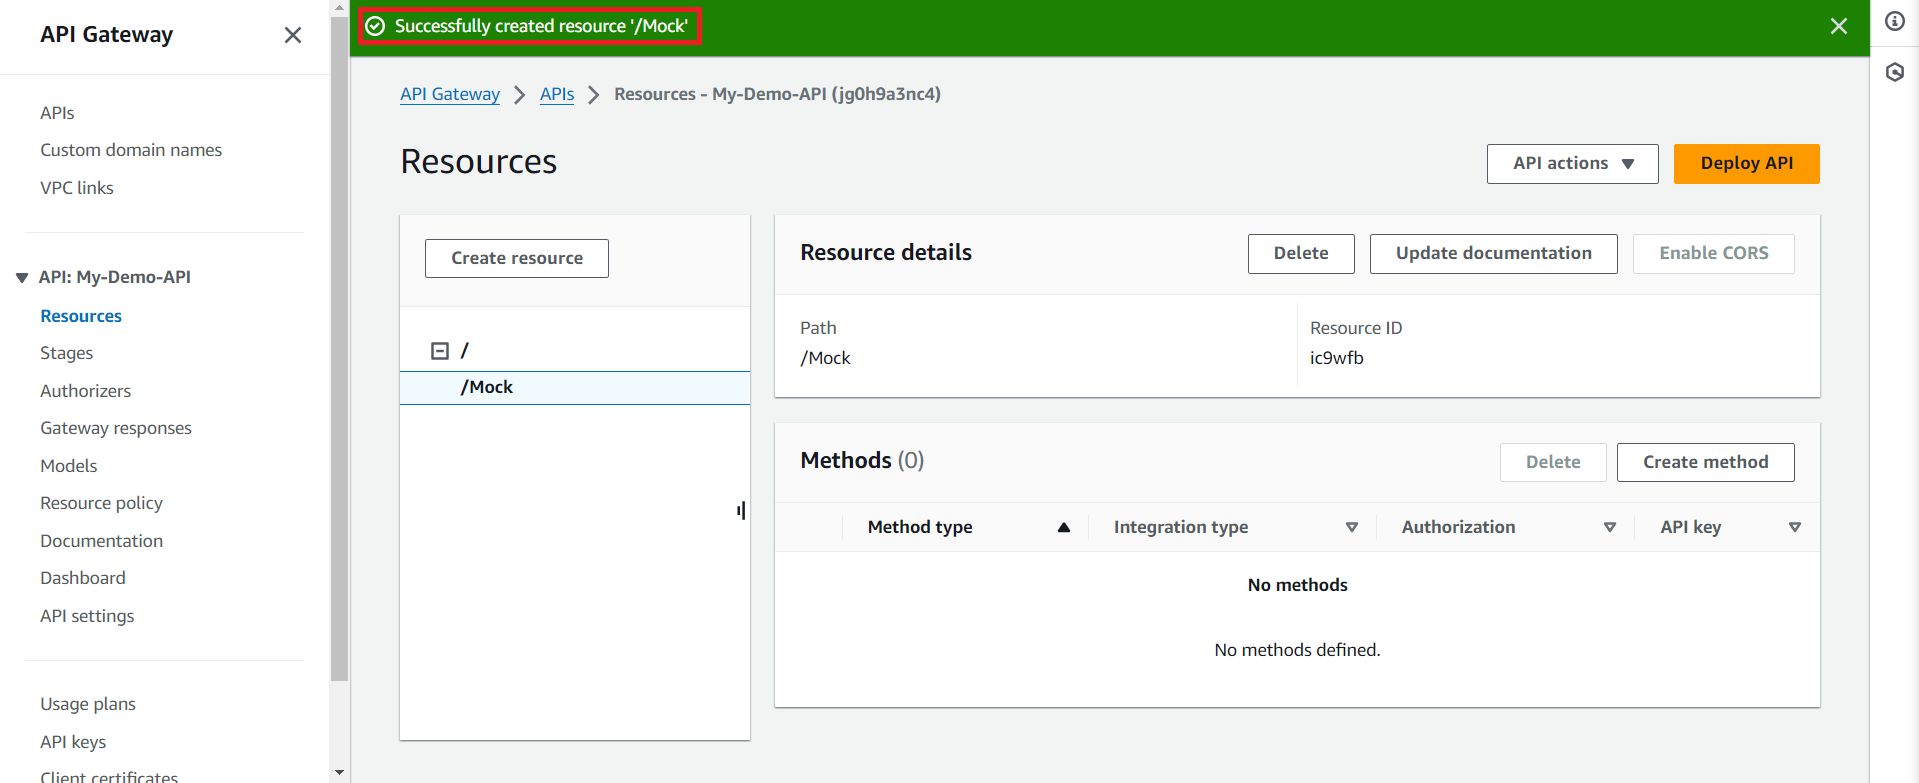 API Gateway
APIs
Custom domain names
VPC links
API: My-Demo-API
Resources
Stages
Authorizers
Gateway responses
Models
Resource policy
Documentation
Dashboard
API settings
Usage plans
API keys
Client certificates
Successfully created resource '/Mock'
API Gateway > APIs > Resources - My-Demo-API (jg0h9a3nc4)
Resources
API actions
Deploy API
Create resource
/
/Mock
Resource details
Delete
Update documentation
Enable CORS
Path
/Mock
Resource ID
ic9wfb
Methods (0)
Delete
Create method
Method type
Integration type
Authorization
API key
No methods
No methods defined.